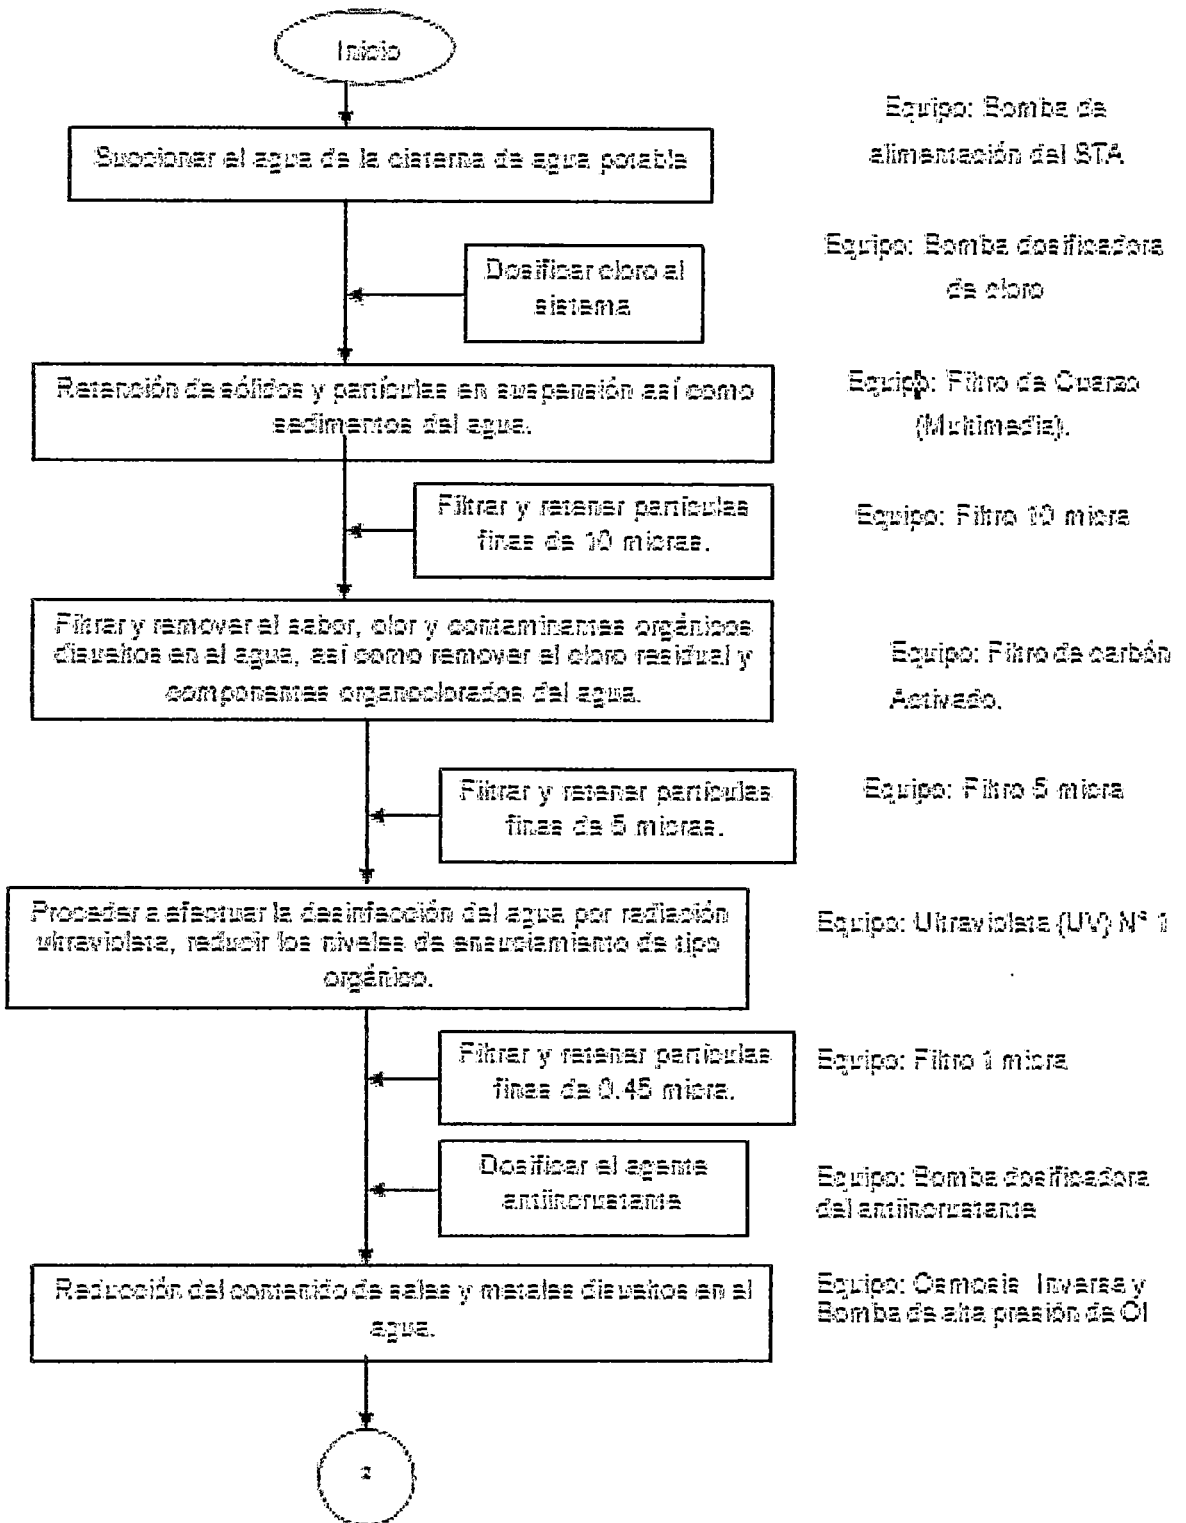 Inicio
Equipo: Bomba de
alimentación del STA
Succionar el agua de la cisterna de agua potable
Equipo: Bomba dosificadora
de cloro
Dosificar cloro al
sistema
Retención de sólidos y partículas en suspensión así como
sedimentos del agua.
Equipo: Filtro de Cuarzo
(Multimedia).
Filtrar y retener partículas
finas de 10 micras.
Equipo: Filtro 10 micra
Filtrar y remover el sabor, olor y contaminantes orgánicos
disueltos en el agua, así como remover el cloro residual y
componentes organoclorados del agua.
Equipo: Filtro de carbón
Activado.
Filtrar y retener partículas
finas de 5 micras.
Equipo: Filtro 5 micra
Proceder a efectuar la desinfección del agua por radiación
ultravioleta, reducir los niveles de ensuciamiento de tipo
orgánico.
Equipo: Ultravioleta (UV) N° 1
Filtrar y retener partículas
finas de 0.45 micra.
Equipo: Filtro 1 micra
Dosificar el agente
antiincrustante
Equipo: Bomba dosificadora
del antiincrustante
Reducción del contenido de sales y metales disueltos en el
agua.
Equipo: Osmosis Inversa y
Bomba de alta presión de OI